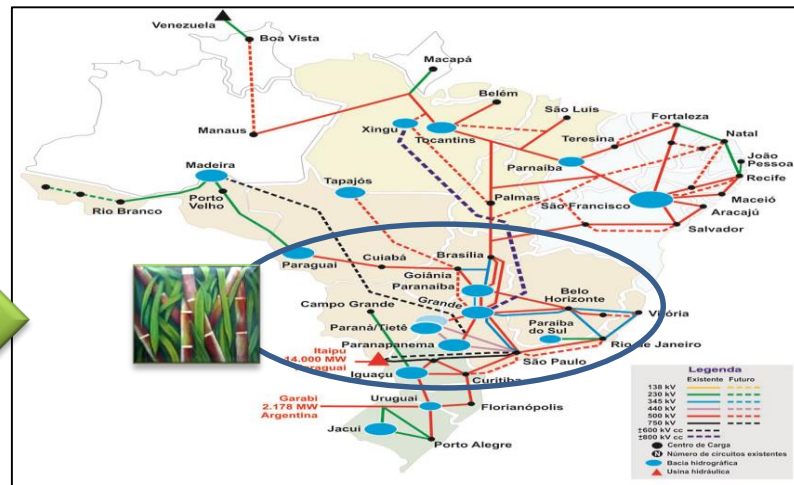 Venezuela
Boa Vista
Macapá
Belém
São Luís
Fortaleza
Manaus
Xingu
Tocantins
Teresina
Natal
Parnaíba
João
Pessoa
Recife
Madeira
Tapajós
Porto
Velho
Rio Branco
Palmas
São Francisco
Maceió
Aracajú
Salvador
Paraguai
Cuiabá
Brasília
Goiânia
Paranaíba
Campo Grande
Grande
Belo
Horizonte
Vitória
Paraná/Tietê
Paraíba
do Sul
Paranapanema
São Paulo
Rio de Janeiro
Itaipu
14.000 MW
Paraguai
Iguaçu
Curitiba
Garabi
2.178 MW
Argentina
Uruguai
Florianópolis
Jacui
Porto Alegre
Legenda
Existente Futuro
138 kV
230 kV
345 kV
440 kV
500 kV
750 kV
±600 kV cc
±800 kV cc
Centro de Carga
N Número de circuitos existentes
Bacia hidrográfica
Usina hidráulica